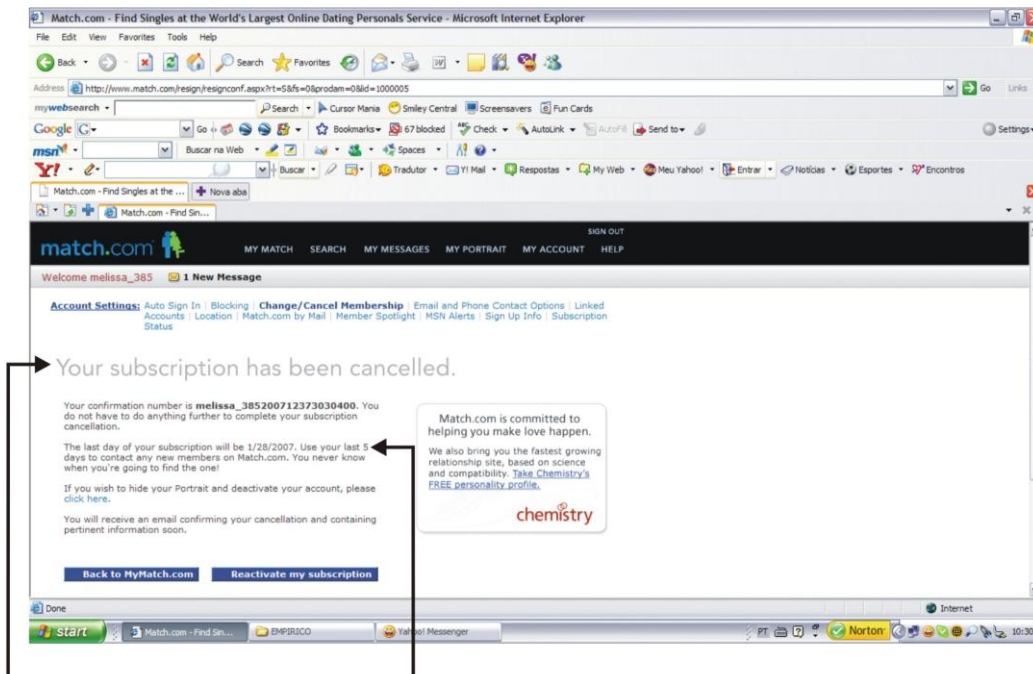 Match.com - Find Singles at the World's Largest Online Dating Personals Service - Microsoft Internet Explorer
File Edit View Favorites Tools Help
Back Search Favorites
Address http://www.match.com/resign/resignconf.aspx?rt=S&fs=0&prodam=0&lid=1000005 Go Links
mywebsearch Search Cursor Mania Smiley Central Screensavers Fun Cards
Google G Go Bookmarks 67 blocked Check AutoLink AutoFill Send to Settings
msn Buscar na Web Spaces
Y! Buscar Tradutor Y! Mail Respostas My Web Meu Yahoo! Entrar Notícias Esportes Encontros
Match.com - Find Singles at the ... Nova aba
Match.com - Find Sin...
SIGN OUT
match.com MY MATCH SEARCH MY MESSAGES MY PORTRAIT MY ACCOUNT HELP
Welcome melissa_385 1 New Message
Account Settings: Auto Sign In | Blocking | Change/Cancel Membership | Email and Phone Contact Options | Linked
Accounts | Location | Match.com by Mail | Member Spotlight | MSN Alerts | Sign Up Info | Subscription
Status
Your subscription has been cancelled.
Your confirmation number is melissa_385200712373030400. You
do not have to do anything further to complete your subscription
cancellation.
The last day of your subscription will be 1/28/2007. Use your last 5
days to contact any new members on Match.com. You never know
when you're going to find the one!
If you wish to hide your Portrait and deactivate your account, please
click here.
You will receive an email confirming your cancellation and containing
pertinent information soon.
Back to MyMatch.com Reactivate my subscription
Match.com is committed to
helping you make love happen.
We also bring you the fastest growing
relationship site, based on science
and compatibility. Take Chemistry's
FREE personality profile.
chemistry
Done Internet
start Match.com - Find Sin... EMPIRICO Yahoo! Messenger PT Norton 10:30